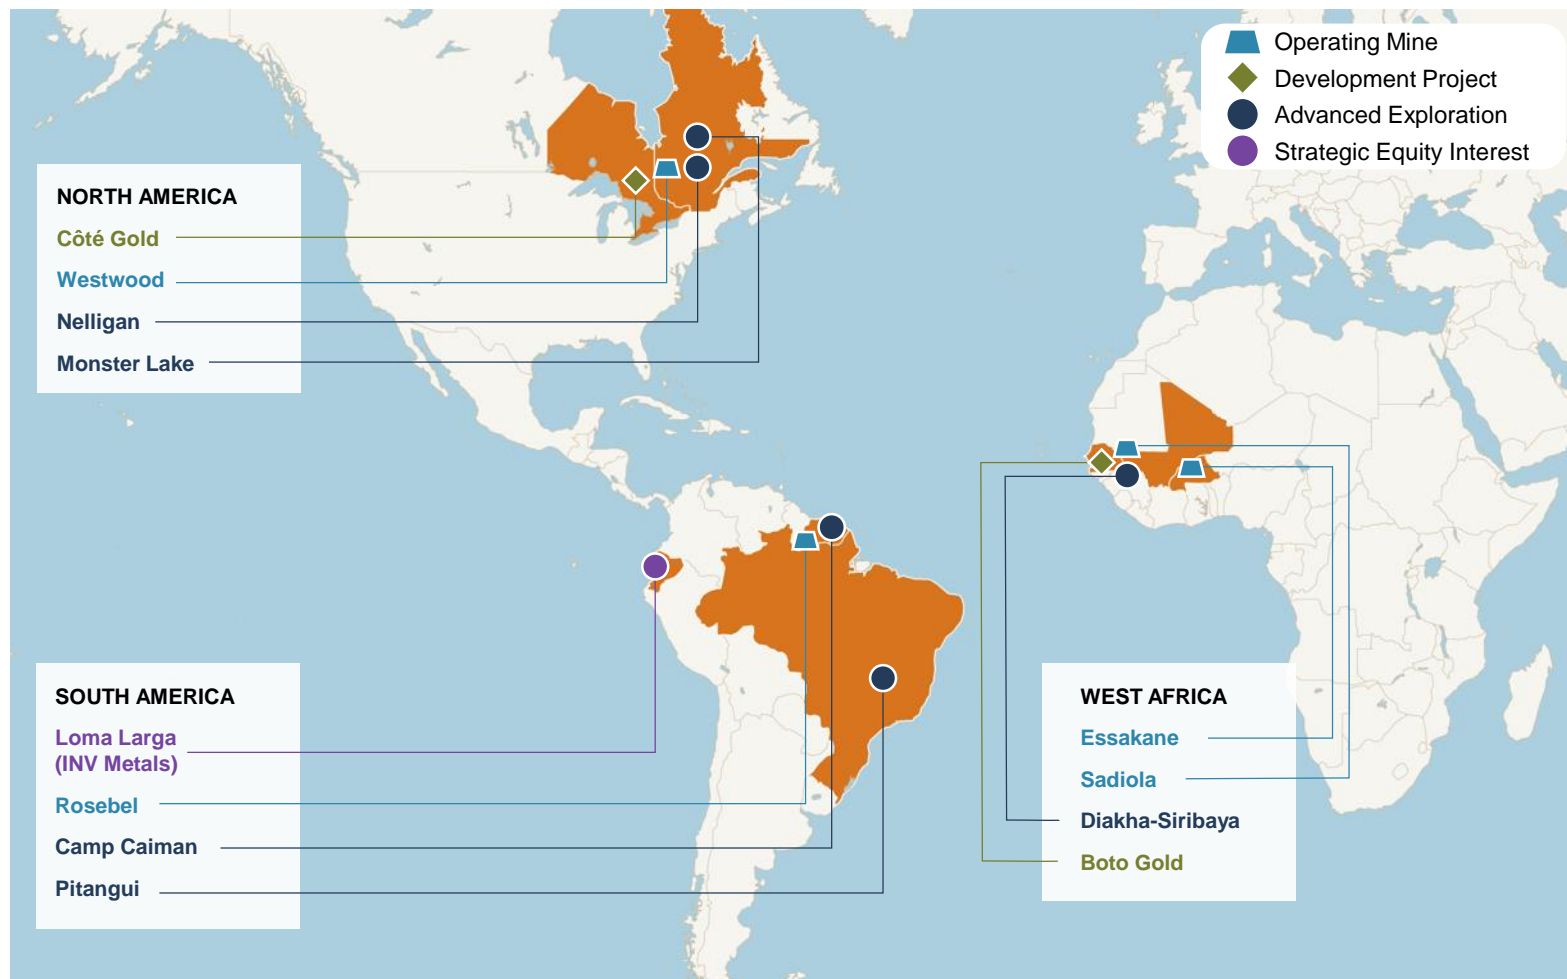 Operating Mine
Development Project
Advanced Exploration
Strategic Equity Interest
NORTH AMERICA
Côté Gold
Westwood
Nelligan
Monster Lake
SOUTH AMERICA
Loma Larga
(INV Metals)
Rosebel
Camp Caiman
Pitangui
WEST AFRICA
Essakane
Sadiola
Diakha-Siribaya
Boto Gold